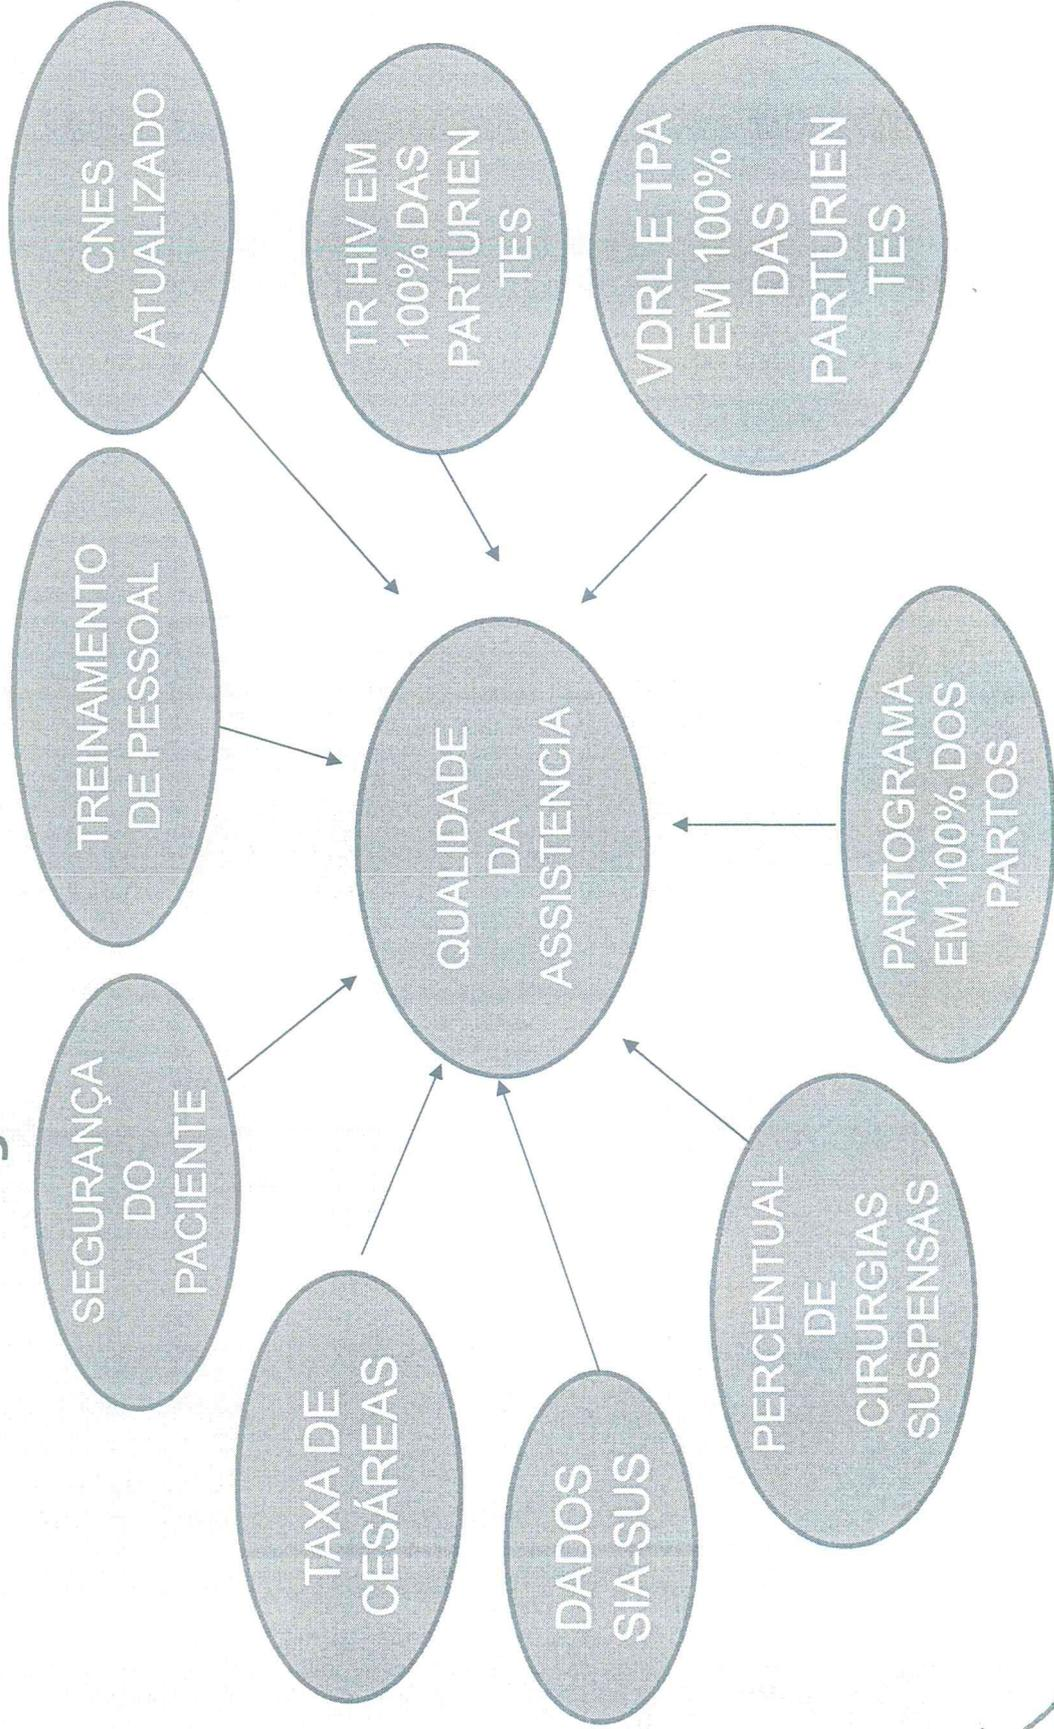 SEGURANÇA
DO
PACIENTE
TREINAMENTO
DE PESSOAL
CNES
ATUALIZADO
TAXA DE
CESÁREAS
TR HIV EM
100% DAS
PARTURIEN
TES
QUALIDADE
DA
ASSISTENCIA
DADOS
SIA-SUS
VDRL E TPA
EM 100%
DAS
PARTURIEN
TES
PERCENTUAL
DE
CIRURGIAS
SUSPENSAS
PARTOGRAMA
EM 100% DOS
PARTOS